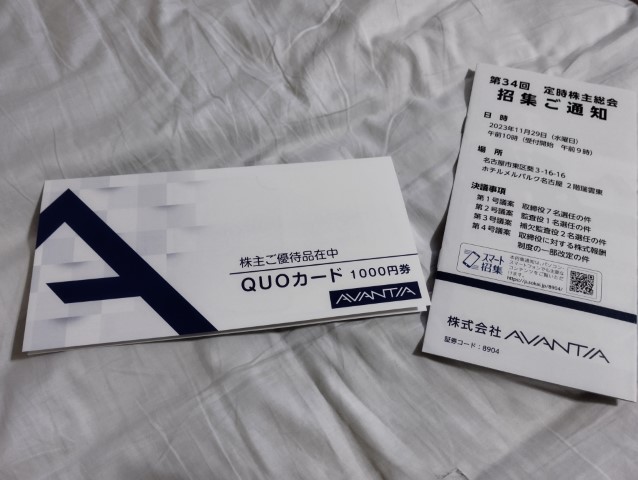 株主ご優待品在中
QUOカード 1000円券
AVANTIA
第34回 定時株主総会
招集ご通知
日 時
2023年11月29日（水曜日）
午前10時（受付開始 午前9時）
場 所
名古屋市東区葵3-16-16
ホテルメルパルク名古屋 2階瑞雲東
決議事項
第1号議案 取締役7名選任の件
第2号議案 監査役1名選任の件
第3号議案 補欠監査役2名選任の件
第4号議案 取締役に対する株式報酬
制度の一部改定の件
スマート
招集
https://p.sokai.jp/8904/
株式会社 AVANTIA
証券コード：8904